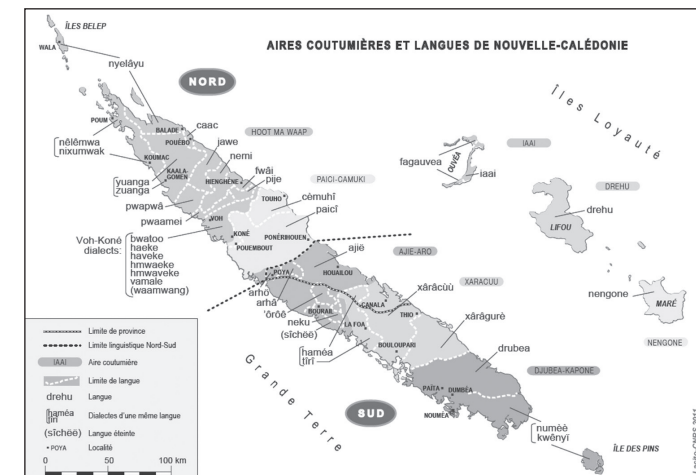 AIRES COUTUMIÈRES ET LANGUES DE NOUVELLE-CALÉDONIE
ÎLES BELEP
WALA
nyelâyu
NORD
Îles Loyauté
POUM
BALADE
caac
POUÉBO
HOOT MA WAAP
nêlêmwa
nixumwak
KOUMAC
jawe
nemi
fwâi
pije
KAALA-
GOMEN
HIENGHÈNE
yuanga
zuanga
pwapwâ
pwaamei
PAICI-CAMUKI
TOUHO
cèmuhî
paicî
VOH
KONÉ
PONÉRIHOUEN
POUEMBOUT
Voh-Koné
dialects:
bwatoo
haeke
haveke
hmwaeke
hmwaveke
vamale
(waamwang)
IAAI
fagauvea
OUVÉA
iaai
DREHU
drehu
LIFOU
nengone
MARÉ
NENGONE
ajië
AJIE-ARO
HOUAILOU
POYA
arhö
arhâ
'ôrôê
neku
(sîchëë)
BOURAIL
XARACUU
xârâcùù
CANALA
THIO
xârâgurè
LA FOA
haméa
tîrî
BOULOUPARI
drubea
DJUBÉA-KAPONÉ
PAÏTA
DUMBÉA
NOUMÉA
numèè
kwênyï
ÎLE DES PINS
Grande Terre
SUD
Limite de province
Limite linguistique Nord-Sud
IAAI Aire coutumière
Limite de langue
drehu Langue
haméa
tîrî
Dialectes d'une même langue
(sîchëë) Langue éteinte
POYA Localité
0 50 100 km